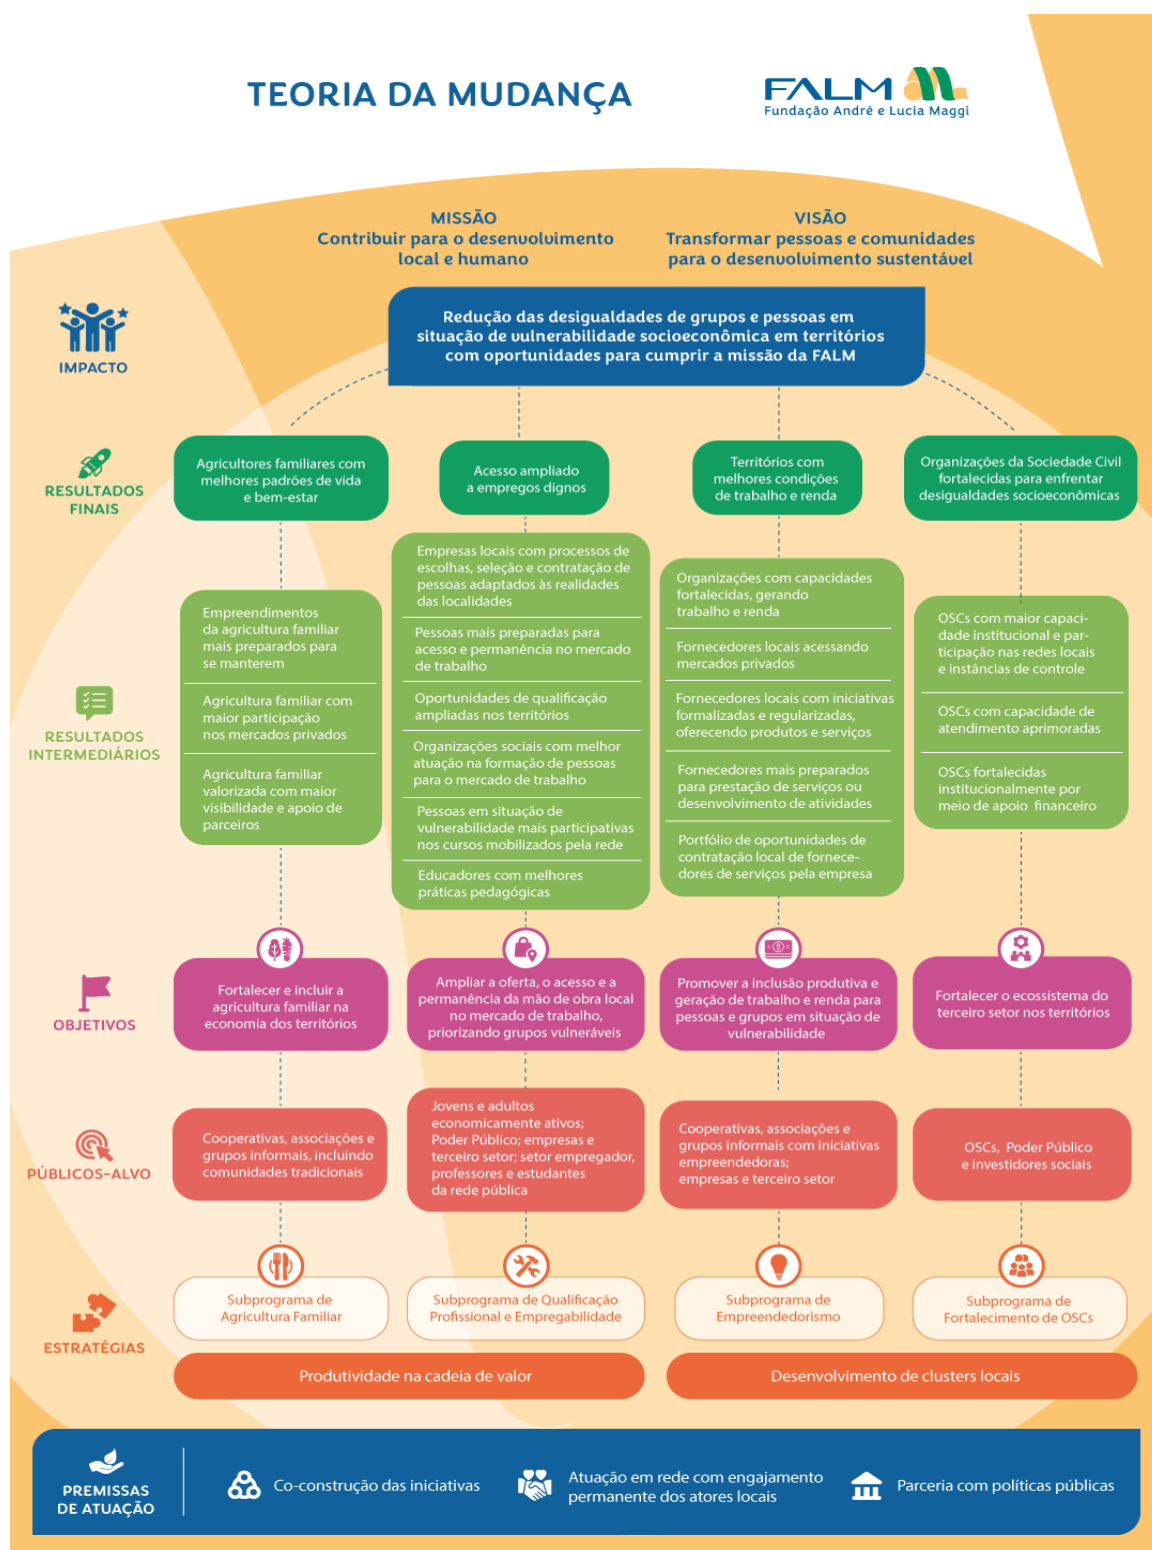 TEORIA DA MUDANÇA
FALM
Fundação André e Lucia Maggi
MISSÃO
Contribuir para o desenvolvimento
local e humano
VISÃO
Transformar pessoas e comunidades
para o desenvolvimento sustentável
IMPACTO
Redução das desigualdades de grupos e pessoas em
situação de vulnerabilidade socioeconômica em territórios
com oportunidades para cumprir a missão da FALM
RESULTADOS
FINAIS
Agricultores familiares com
melhores padrões de vida
e bem-estar
Acesso ampliado
a empregos dignos
Territórios com
melhores condições
de trabalho e renda
Organizações da Sociedade Civil
fortalecidas para enfrentar
desigualdades socioeconômicas
RESULTADOS
INTERMEDIÁRIOS
Empreendimentos
da agricultura familiar
mais preparados para
se manterem
Agricultura familiar com
maior participação
nos mercados privados
Agricultura familiar
valorizada com maior
visibilidade e apoio de
parceiros
Empresas locais com processos de
escolhas, seleção e contratação de
pessoas adaptados às realidades
das localidades
Pessoas mais preparadas para
acesso e permanência no mercado
de trabalho
Oportunidades de qualificação
ampliadas nos territórios
Organizações sociais com melhor
atuação na formação de pessoas
para o mercado de trabalho
Pessoas em situação de
vulnerabilidade mais participativas
nos cursos mobilizados pela rede
Educadores com melhores
práticas pedagógicas
Organizações com capacidades
fortalecidas, gerando
trabalho e renda
Fornecedores locais acessando
mercados privados
Fornecedores locais com iniciativas
formalizadas e regularizadas,
oferecendo produtos e serviços
Fornecedores mais preparados
para prestação de serviços ou
desenvolvimento de atividades
Portfólio de oportunidades de
contratação local de fornece-
dores de serviços pela empresa
OSCs com maior capaci-
dade institucional e par-
ticipação nas redes locais
e instâncias de controle
OSCs com capacidade de
atendimento aprimoradas
OSCs fortalecidas
institucionalmente por
meio de apoio financeiro
OBJETIVOS
Fortalecer e incluir a
agricultura familiar na
economia dos territórios
Ampliar a oferta, o acesso e a
permanência da mão de obra local
no mercado de trabalho,
priorizando grupos vulneráveis
Promover a inclusão produtiva e
geração de trabalho e renda para
pessoas e grupos em situação de
vulnerabilidade
Fortalecer o ecossistema do
terceiro setor nos territórios
PÚBLICOS-ALVO
Cooperativas, associações e
grupos informais, incluindo
comunidades tradicionais
Jovens e adultos
economicamente ativos;
Poder Público; empresas e
terceiro setor; setor empregador,
professores e estudantes
da rede pública
Cooperativas, associações e
grupos informais com iniciativas
empreendedoras;
empresas e terceiro setor
OSCs, Poder Público
e investidores sociais
ESTRATÉGIAS
Subprograma de
Agricultura Familiar
Subprograma de Qualificação
Profissional e Empregabilidade
Subprograma de
Empreendedorismo
Subprograma de
Fortalecimento de OSCs
Produtividade na cadeia de valor
Desenvolvimento de clusters locais
PREMISSAS
DE ATUAÇÃO
Co-construção das iniciativas
Atuação em rede com engajamento
permanente dos atores locais
Parceria com políticas públicas